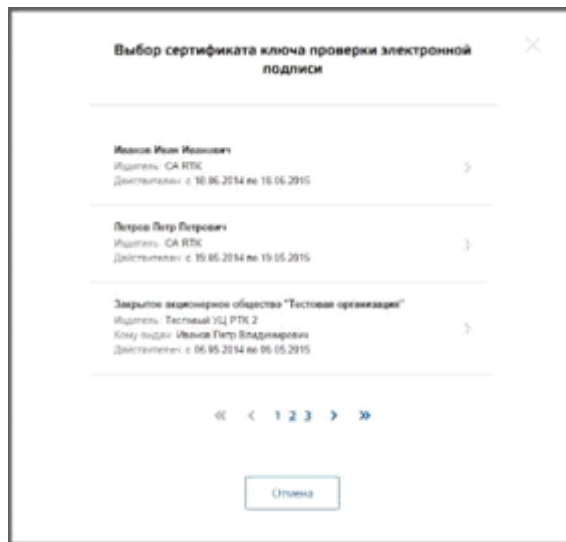 Выбор сертификата ключа проверки электронной
подписи
Иванов Иван Иванович
Издатель: CA RTK
Действителен: с 18.06.2014 по 18.06.2015
Петров Петр Петрович
Издатель: CA RTK
Действителен: с 19.05.2014 по 19.05.2015
Закрытое акционерное общество "Тестовая организация"
Издатель: Тестовый УЦ РТК 2
Кому выдан: Иванов Петр Владимирович
Действителен: с 06.05.2014 по 06.05.2015
« < 1 2 3 > »
Отмена